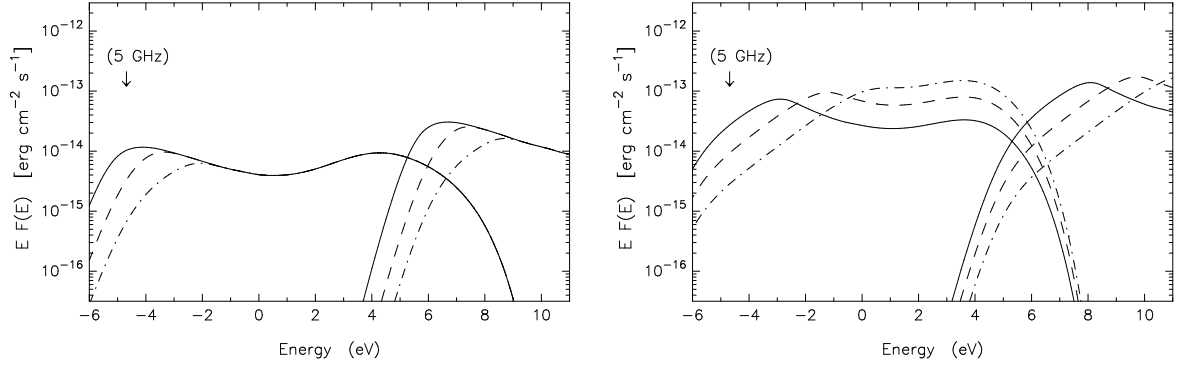 10⁻¹²
10⁻¹³
10⁻¹⁴
10⁻¹⁵
10⁻¹⁶
E F(E) [erg cm⁻² s⁻¹]
(5 GHz)
↓
−6 −4 −2 0 2 4 6 8 10
Energy (eV)
10⁻¹²
10⁻¹³
10⁻¹⁴
10⁻¹⁵
10⁻¹⁶
E F(E) [erg cm⁻² s⁻¹]
(5 GHz)
↓
−6 −4 −2 0 2 4 6 8 10
Energy (eV)